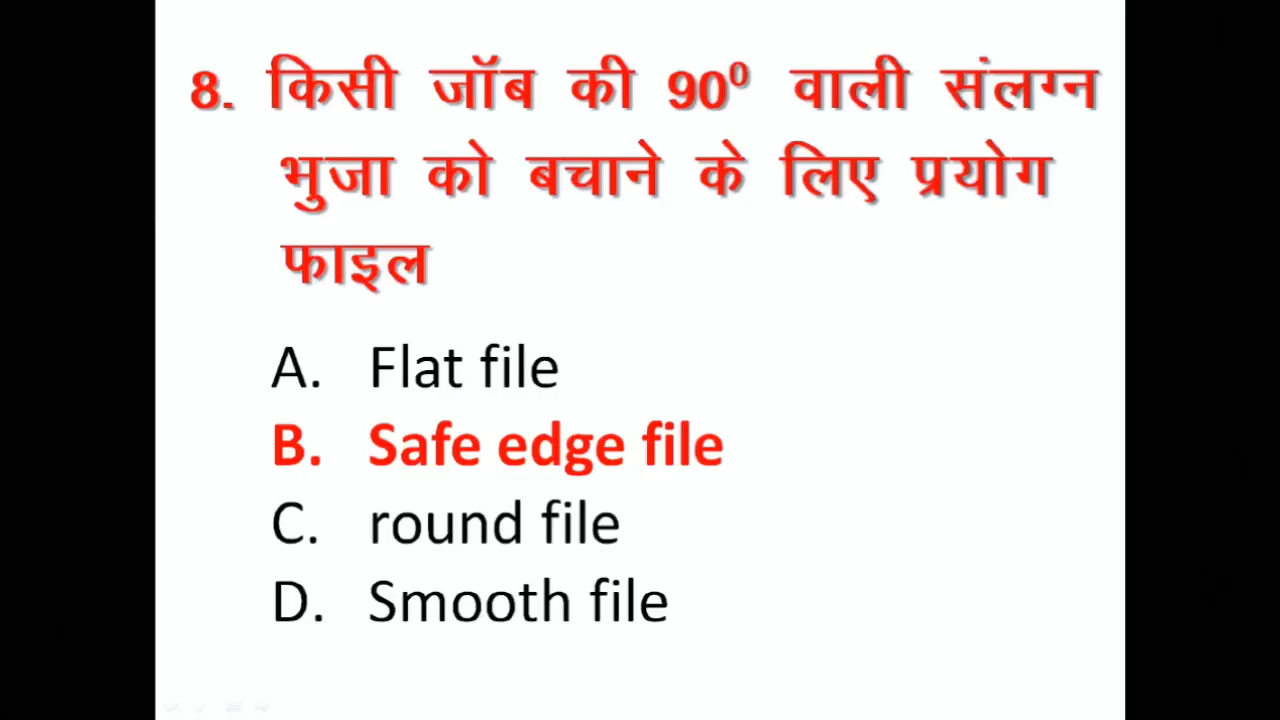 8. किसी जॉब की 90⁰ वाली संलग्न
भुजा को बचाने के लिए प्रयोग
फाइल
A. Flat file
B. Safe edge file
C. round file
D. Smooth file